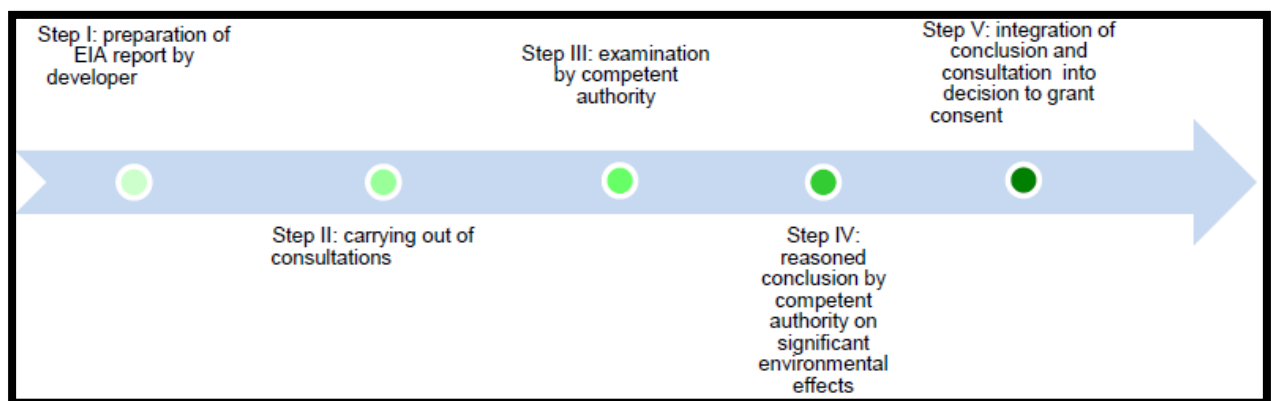 Step I: preparation of
EIA report by
developer
Step II: carrying out of
consultations
Step III: examination
by competent
authority
Step IV:
reasoned
conclusion by
competent
authority on
significant
environmental
effects
Step V: integration of
conclusion and
consultation into
decision to grant
consent